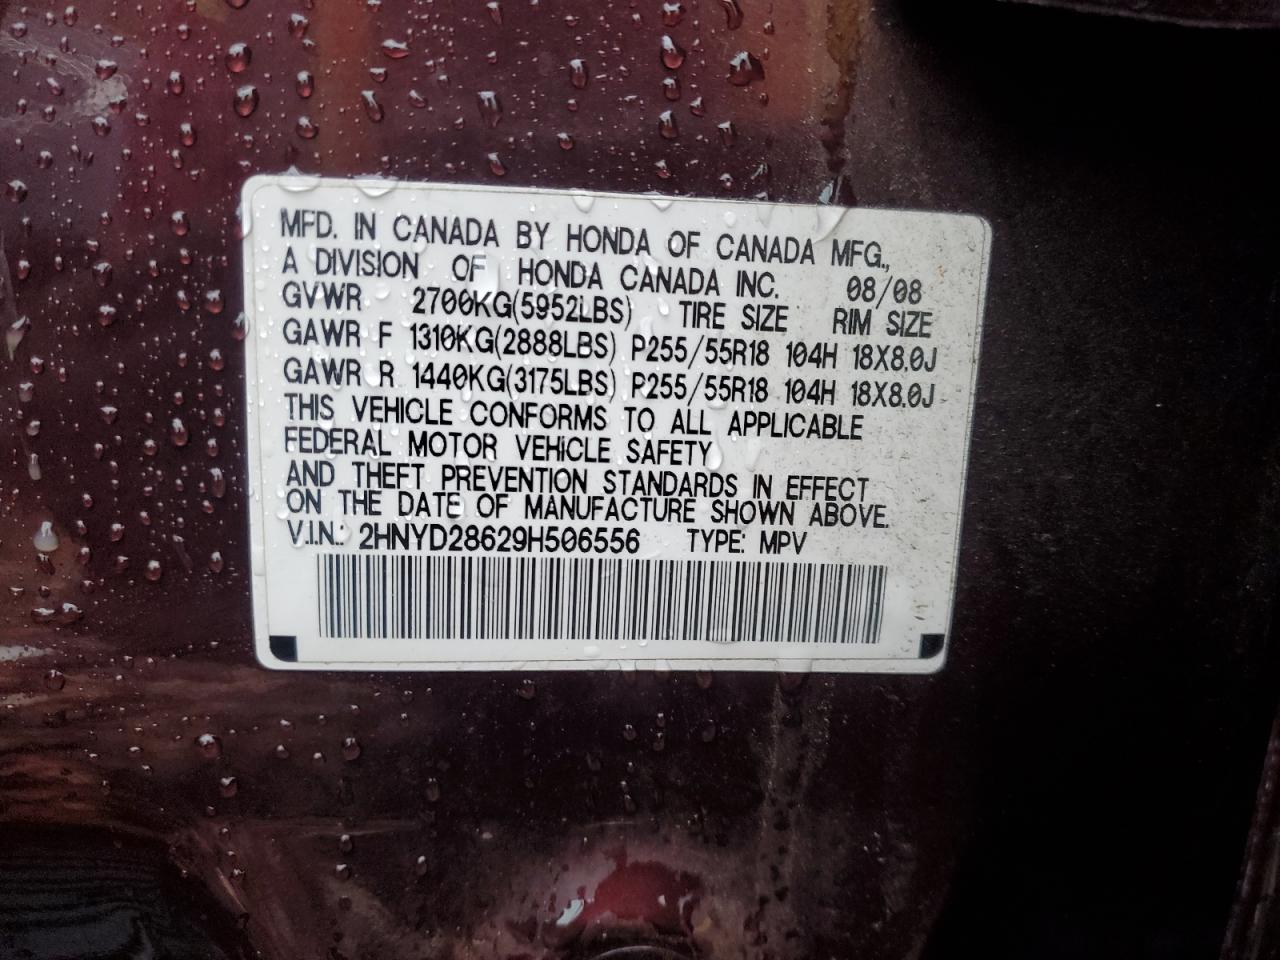 MFD. IN CANADA BY HONDA OF CANADA MFG.,
A DIVISION OF HONDA CANADA INC. 08/08
GVWR 2700KG(5952LBS) TIRE SIZE RIM SIZE
GAWR F 1310KG(2888LBS) P255/55R18 104H 18X8.0J
GAWR R 1440KG(3175LBS) P255/55R18 104H 18X8.0J
THIS VEHICLE CONFORMS TO ALL APPLICABLE
FEDERAL MOTOR VEHICLE SAFETY
AND THEFT PREVENTION STANDARDS IN EFFECT
ON THE DATE OF MANUFACTURE SHOWN ABOVE.
V.I.N.: 2HNYD28629H506556 TYPE: MPV